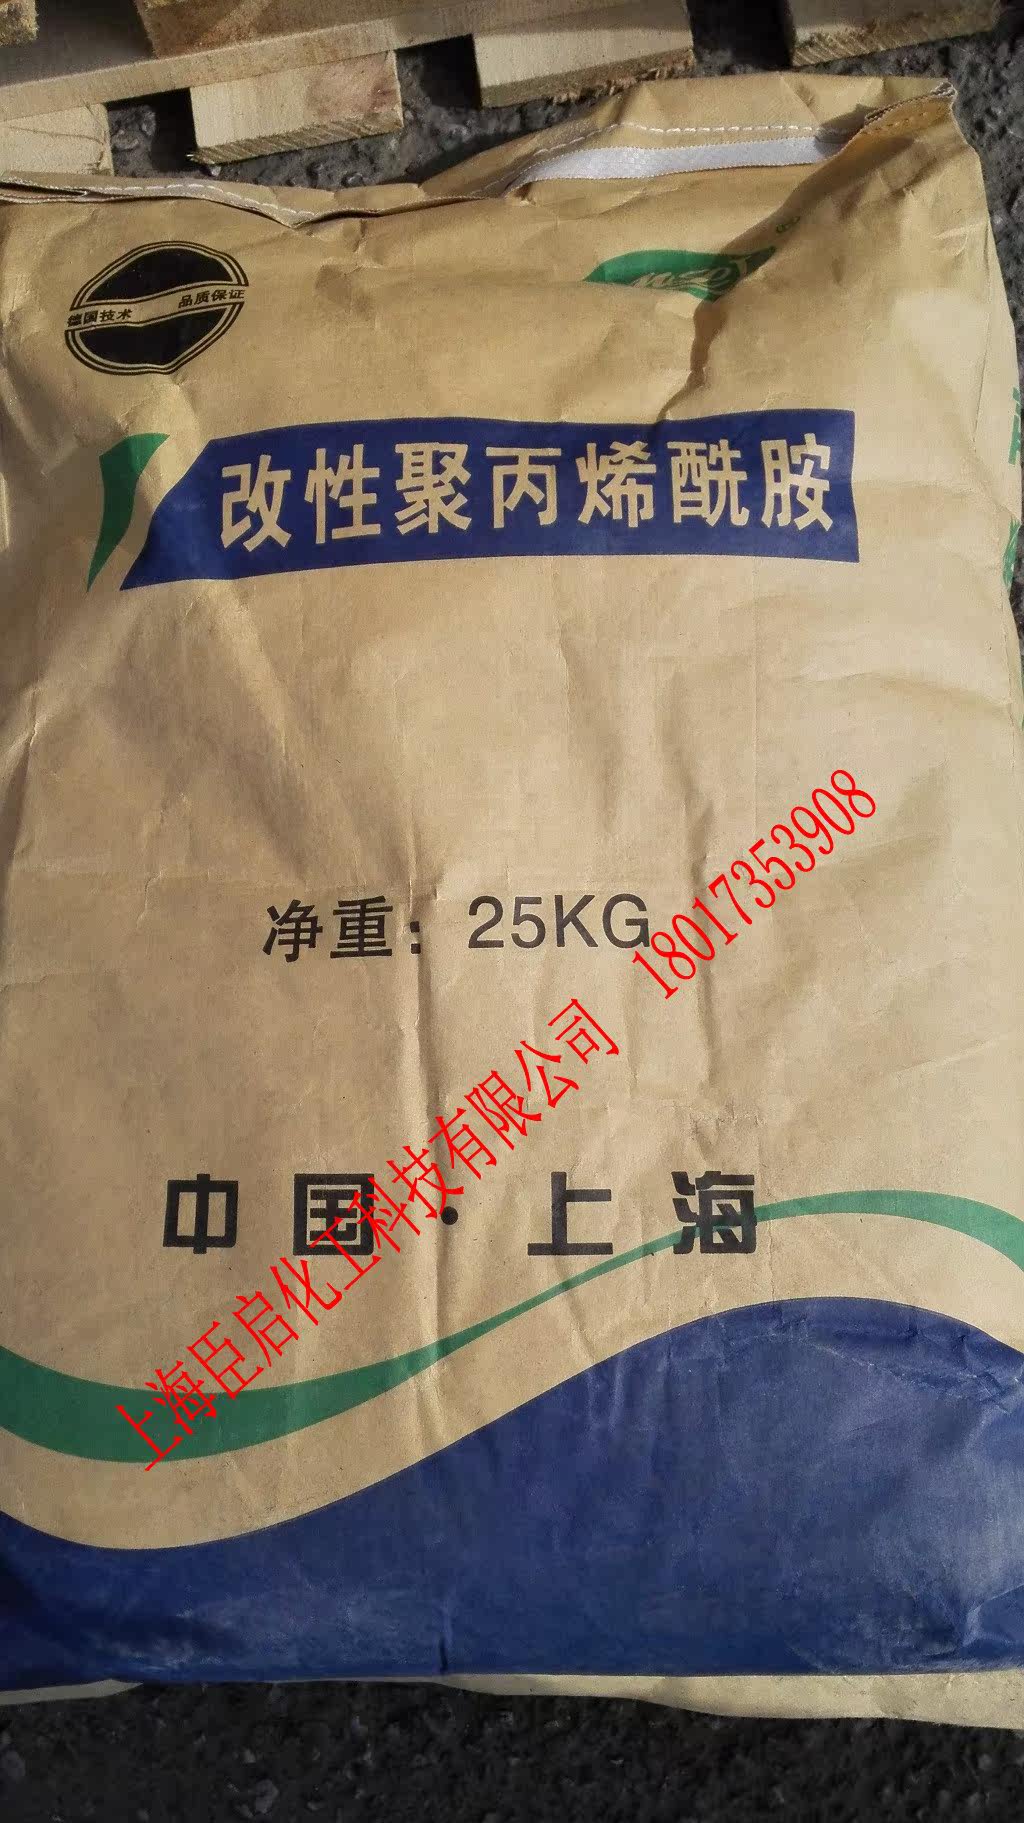 品质保证
德国技术
改性聚丙烯酰胺
净重：25KG
中国·上海
上海臣启化工科技有限公司 18017353908